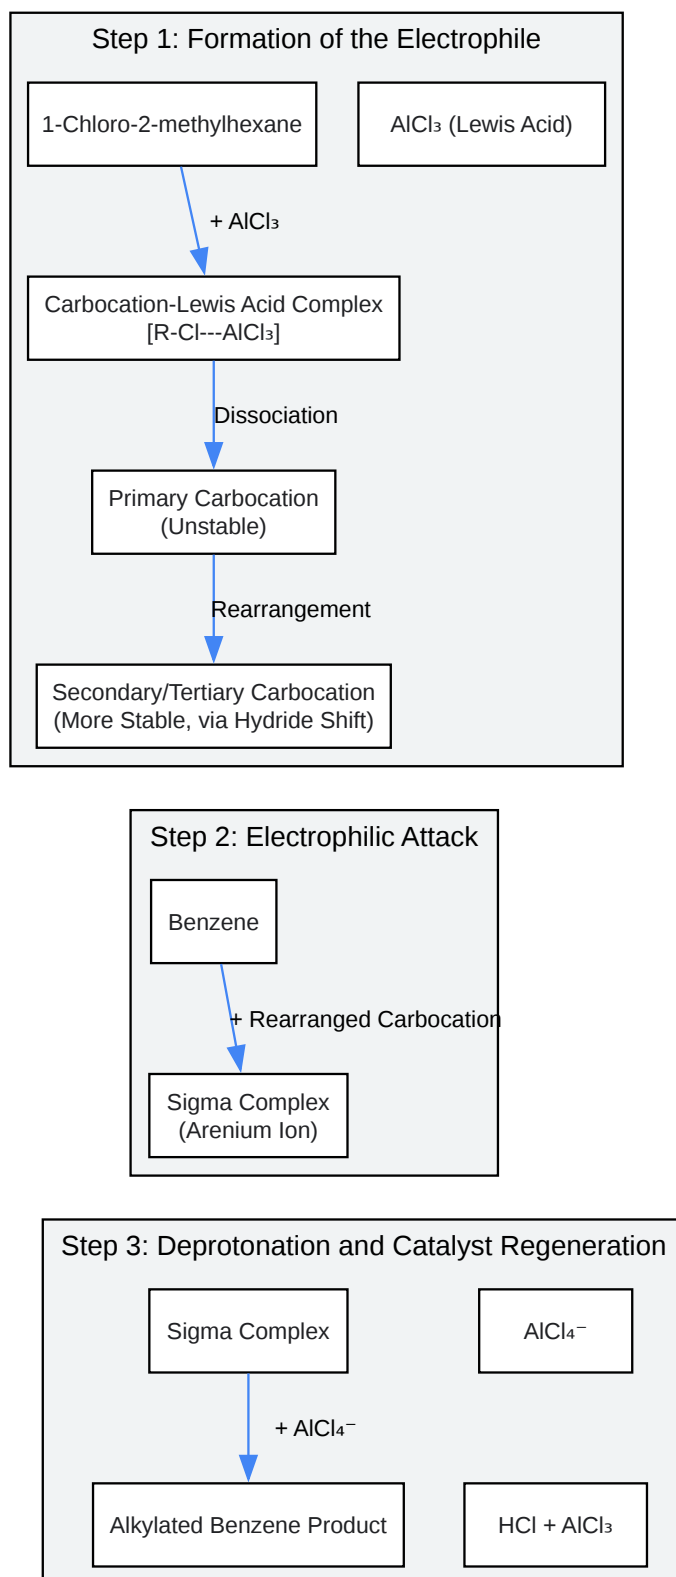 Step 1: Formation of the Electrophile
1-Chloro-2-methylhexane
AlCl₃ (Lewis Acid)
+ AlCl₃
Carbocation-Lewis Acid Complex
[R-Cl---AlCl₃]
Dissociation
Primary Carbocation
(Unstable)
Rearrangement
Secondary/Tertiary Carbocation
(More Stable, via Hydride Shift)
Step 2: Electrophilic Attack
Benzene
+ Rearranged Carbocation
Sigma Complex
(Arenium Ion)
Step 3: Deprotonation and Catalyst Regeneration
Sigma Complex
AlCl₄⁻
+ AlCl₄⁻
Alkylated Benzene Product
HCl + AlCl₃